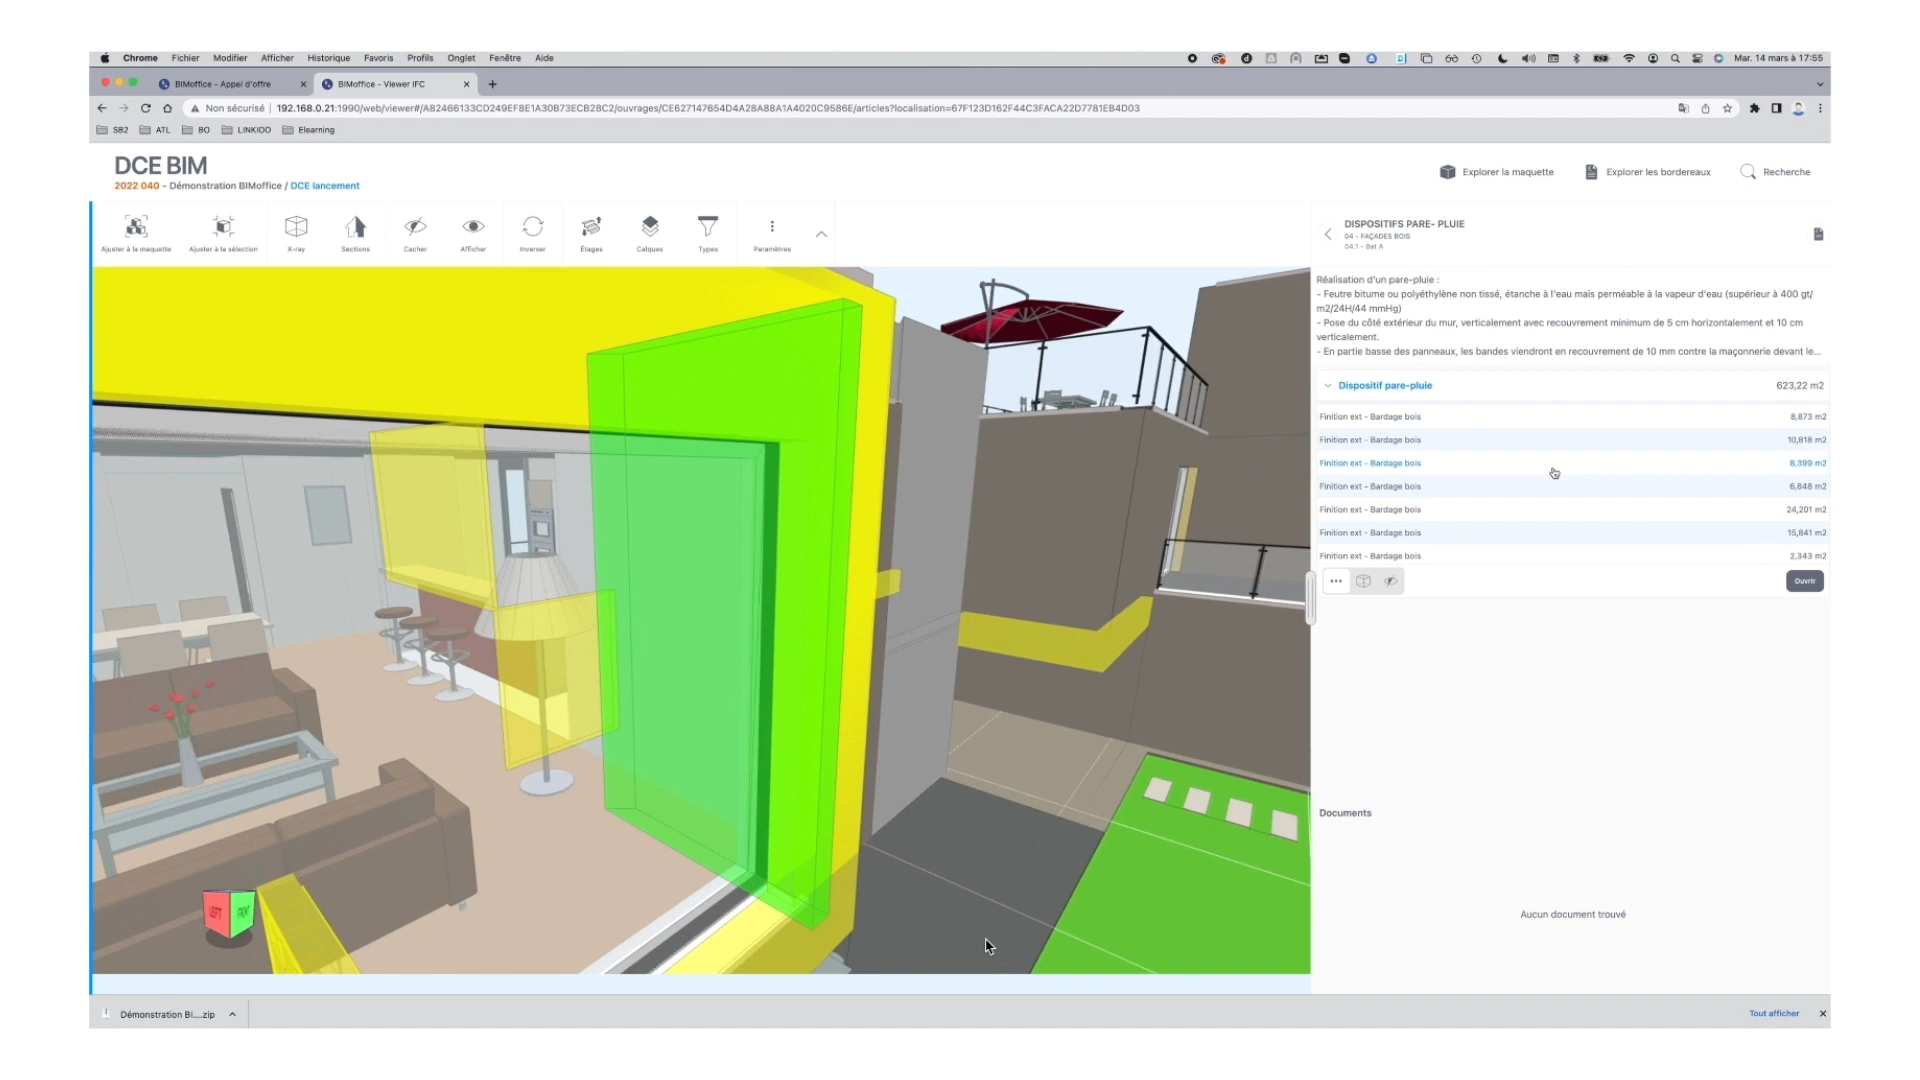 Chrome Fichier Modifier Afficher Historique Favoris Profils Onglet Fenêtre Aide Mar. 14 mars à 17:55
BIMoffice - Appel d'offre BIMoffice - Viewer IFC
Non sécurisé | 192.168.0.21:1990/web/viewer#/A82466133CD249EF8E1A30B73ECB28C2/ouvrages/CE627147654D4A28A88A1A4020C9586E/articles?localisation=67F123D162F44C3FACA22D7781EB4D03
SB2 ATL BO LINKIDO Elearning
DCE BIM
2022 040 - Démonstration BIMoffice / DCE lancement
Explorer la maquette Explorer les bordereaux Recherche
Ajuster à la maquette Ajuster à la sélection X-ray Sections Cacher Afficher Inverser Étages Calques Types Paramètres
DISPOSITIFS PARE- PLUIE
04 - FAÇADES BOIS
04.1 - Bat A
Réalisation d'un pare-pluie :
- Feutre bitume ou polyéthylène non tissé, étanche à l'eau mais perméable à la vapeur d'eau (supérieur à 400 gt/
m2/24H/44 mmHg)
- Pose du côté extérieur du mur, verticalement avec recouvrement minimum de 5 cm horizontalement et 10 cm
verticalement.
- En partie basse des panneaux, les bandes viendront en recouvrement de 10 mm contre la maçonnerie devant le...
Dispositif pare-pluie 623,22 m2
Finition ext - Bardage bois 8,873 m2
Finition ext - Bardage bois 10,818 m2
Finition ext - Bardage bois 8,399 m2
Finition ext - Bardage bois 6,848 m2
Finition ext - Bardage bois 24,201 m2
Finition ext - Bardage bois 15,841 m2
Finition ext - Bardage bois 2,343 m2
Ouvrir
Documents
Aucun document trouvé
LEFT FRONT
Démonstration BI....zip Tout afficher